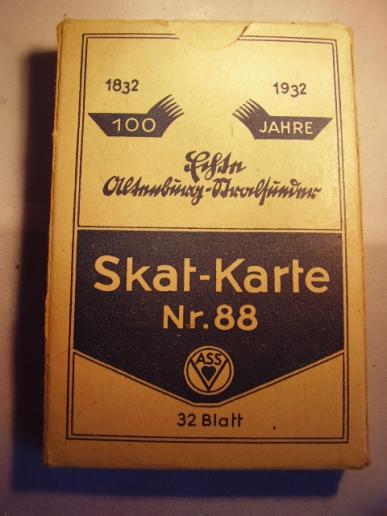 1832 1932
100 JAHRE
Echte
Altenburg-Stralsunder
Skat-Karte
Nr. 88
ASS
32 Blatt